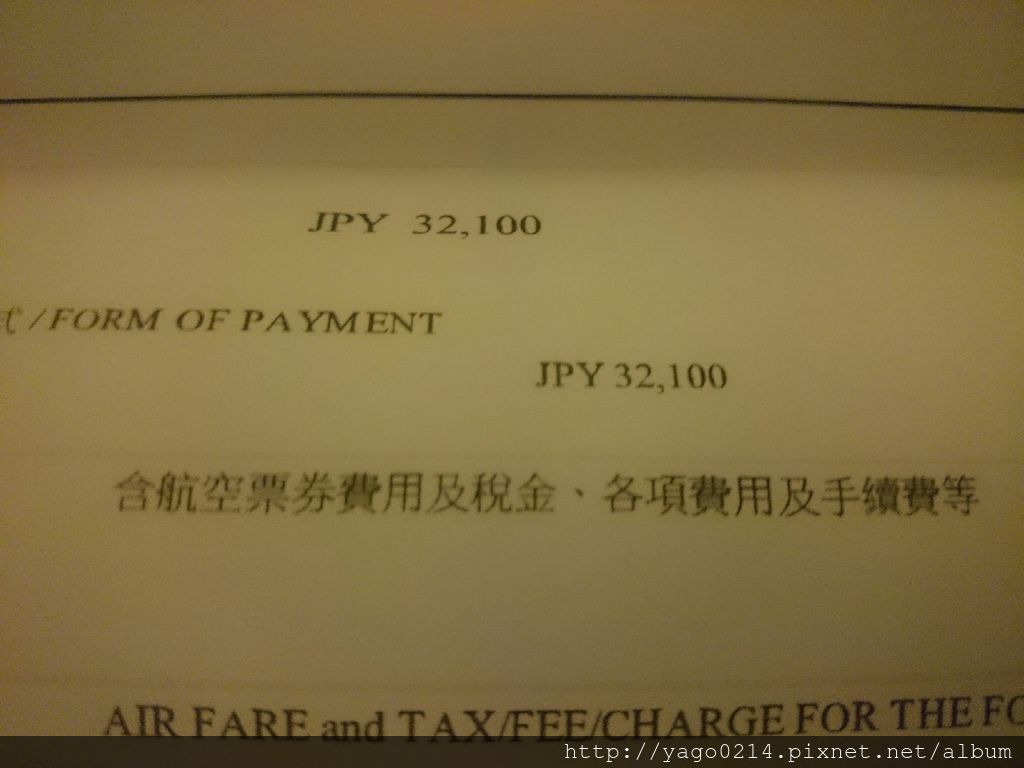 JPY 32,100
式/FORM OF PAYMENT
JPY 32,100
含航空票券費用及稅金、各項費用及手續費等
AIR FARE and TAX/FEE/CHARGE FOR THE FO
http://yago0214.pixnet.net/album